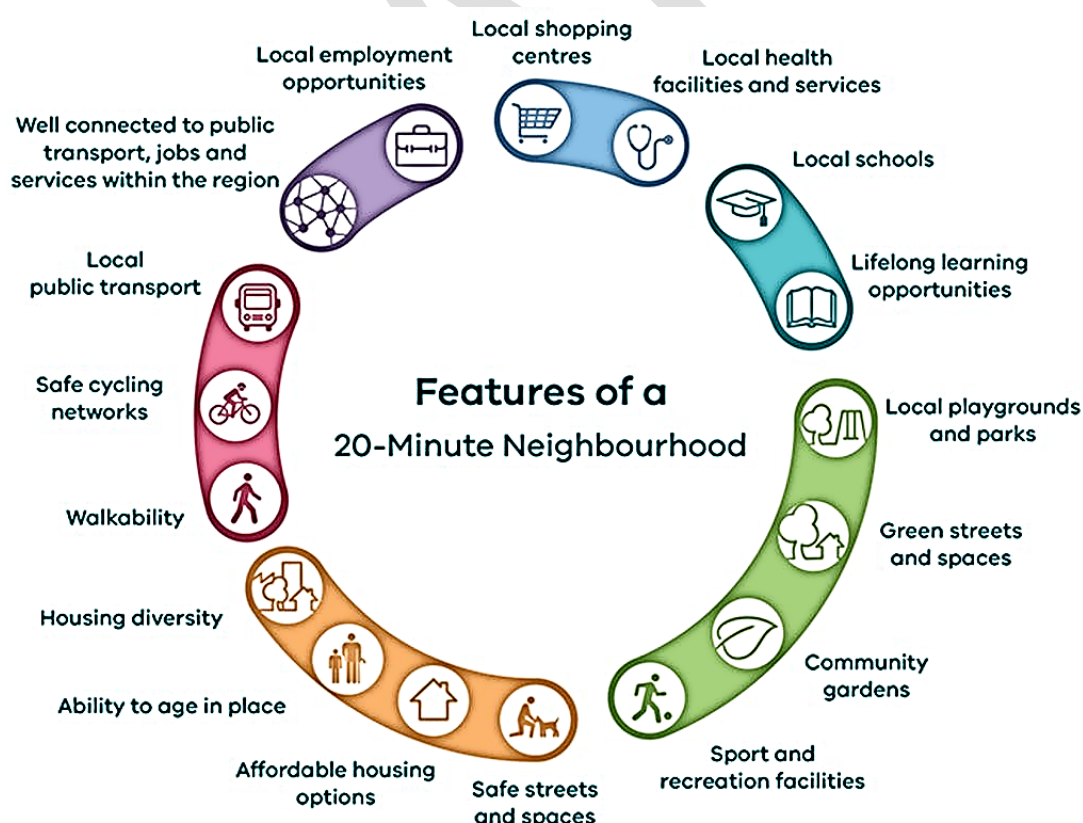 Features of a
20-Minute Neighbourhood
Local shopping
centres
Local health
facilities and services
Local schools
Lifelong learning
opportunities
Local playgrounds
and parks
Green streets
and spaces
Community
gardens
Sport and
recreation facilities
Safe streets
and spaces
Affordable housing
options
Ability to age in place
Housing diversity
Walkability
Safe cycling
networks
Local
public transport
Well connected to public
transport, jobs and
services within the region
Local employment
opportunities